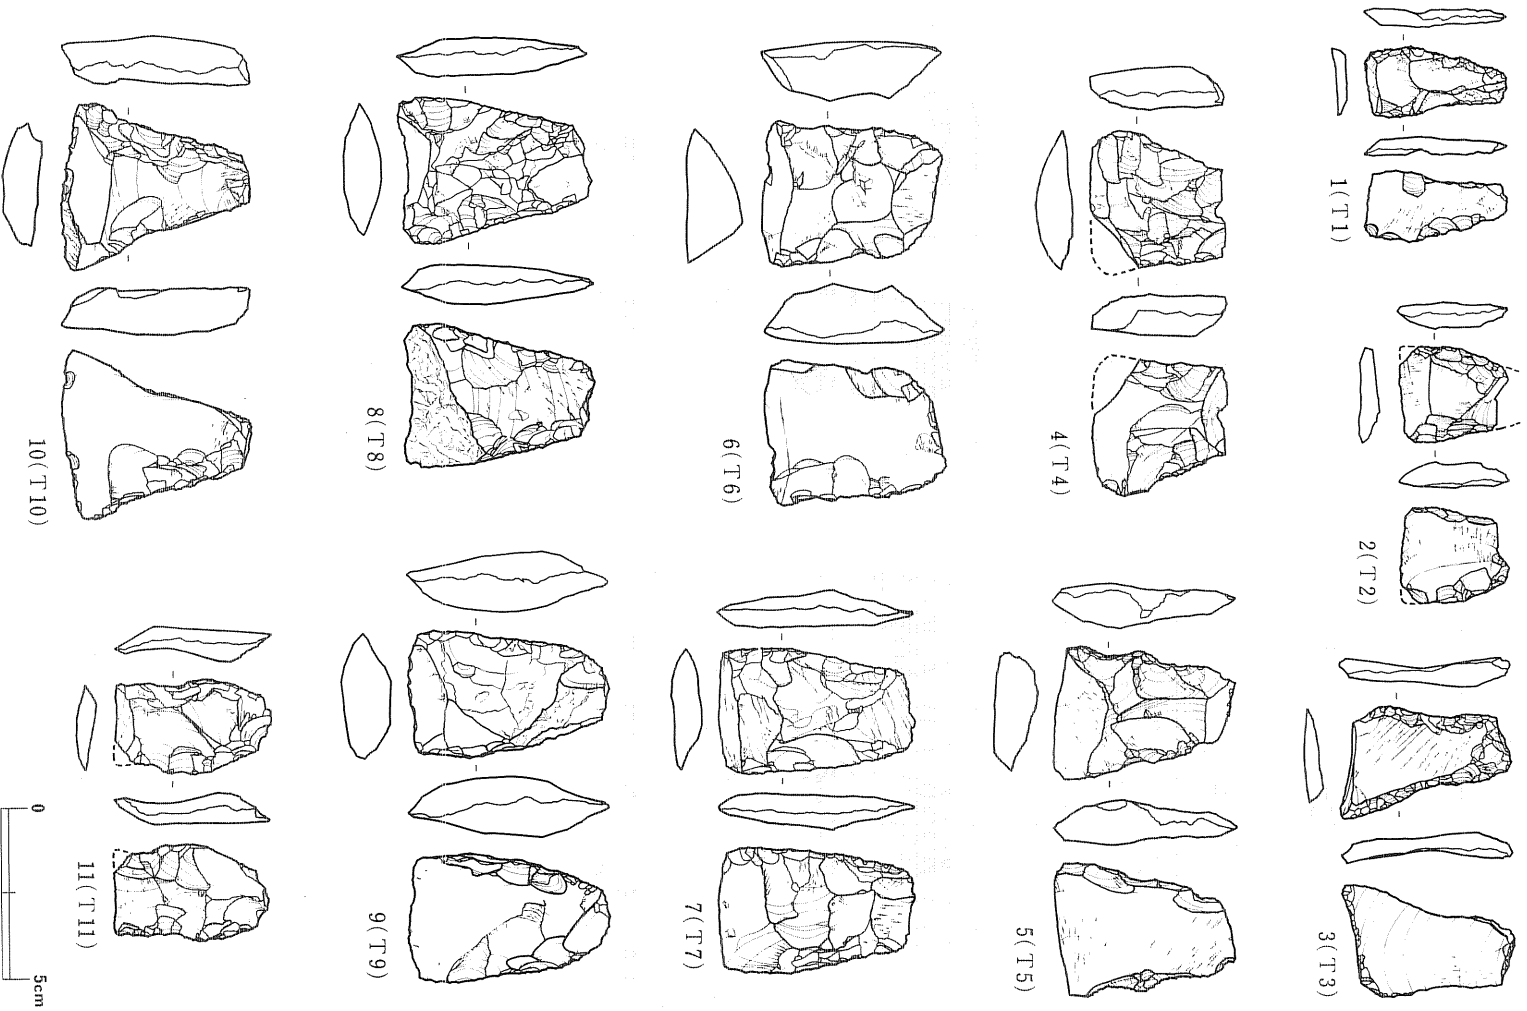 1(T1)
2(T2)
3(T3)
4(T4)
5(T5)
6(T6)
7(T7)
8(T8)
9(T9)
10(T10)
11(T11)
0
5cm